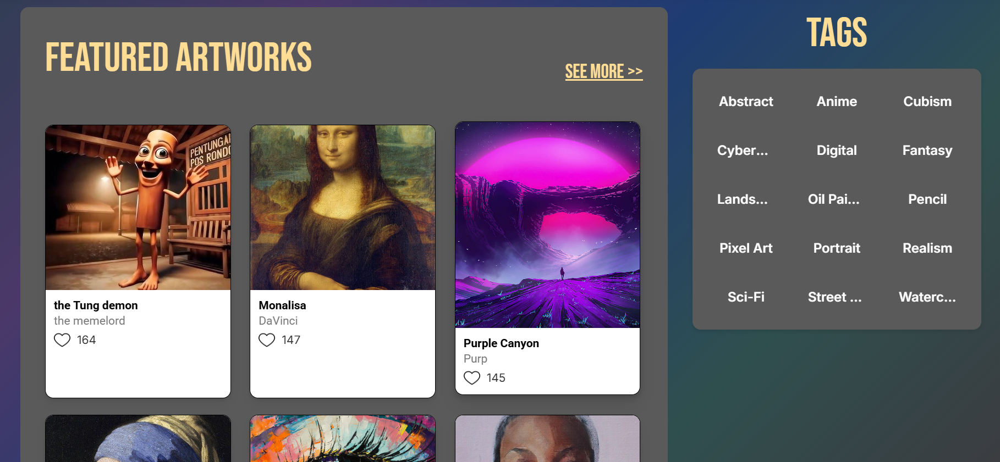 FEATURED ARTWORKS
SEE MORE >>
PENTUNGA
POS RONDO
the Tung demon
the memelord
164
Monalisa
DaVinci
147
Purple Canyon
Purp
145
TAGS
Abstract
Anime
Cubism
Cyber...
Digital
Fantasy
Lands...
Oil Pai...
Pencil
Pixel Art
Portrait
Realism
Sci-Fi
Street ...
Waterc...